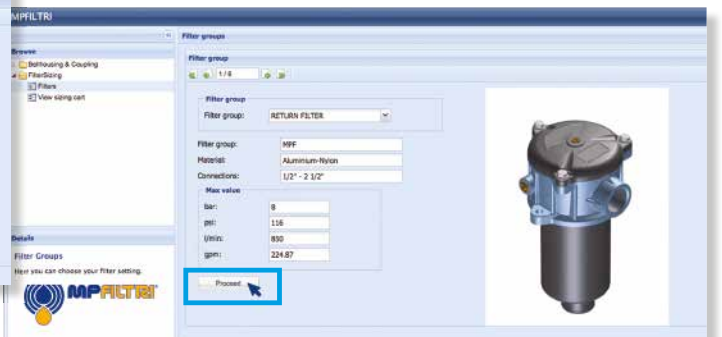 MPFILTRI
Filter groups
Browse
Bellhousing & Coupling
FilterSizing
Filters
View sizing cart
Filter group
1/6
Filter group
Filter group: RETURN FILTER
Filter group: MPF
Material: Aluminium-Nylon
Connections: 1/2" - 2 1/2"
Max value
bar: 8
psi: 116
l/min: 850
gpm: 224.87
Proceed
Details
Filter Groups
Here you can choose your filter setting.
MPFILTRI